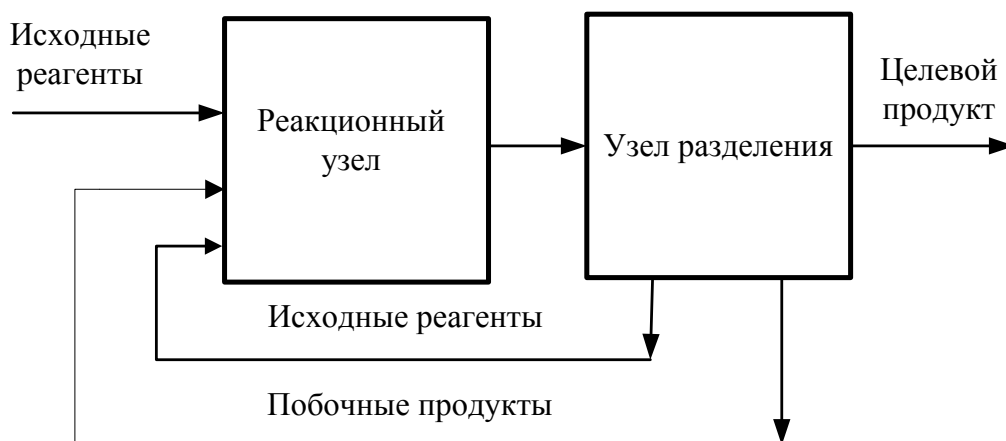 Исходные
реагенты
Реакционный
узел
Узел разделения
Целевой
продукт
Исходные реагенты
Побочные продукты